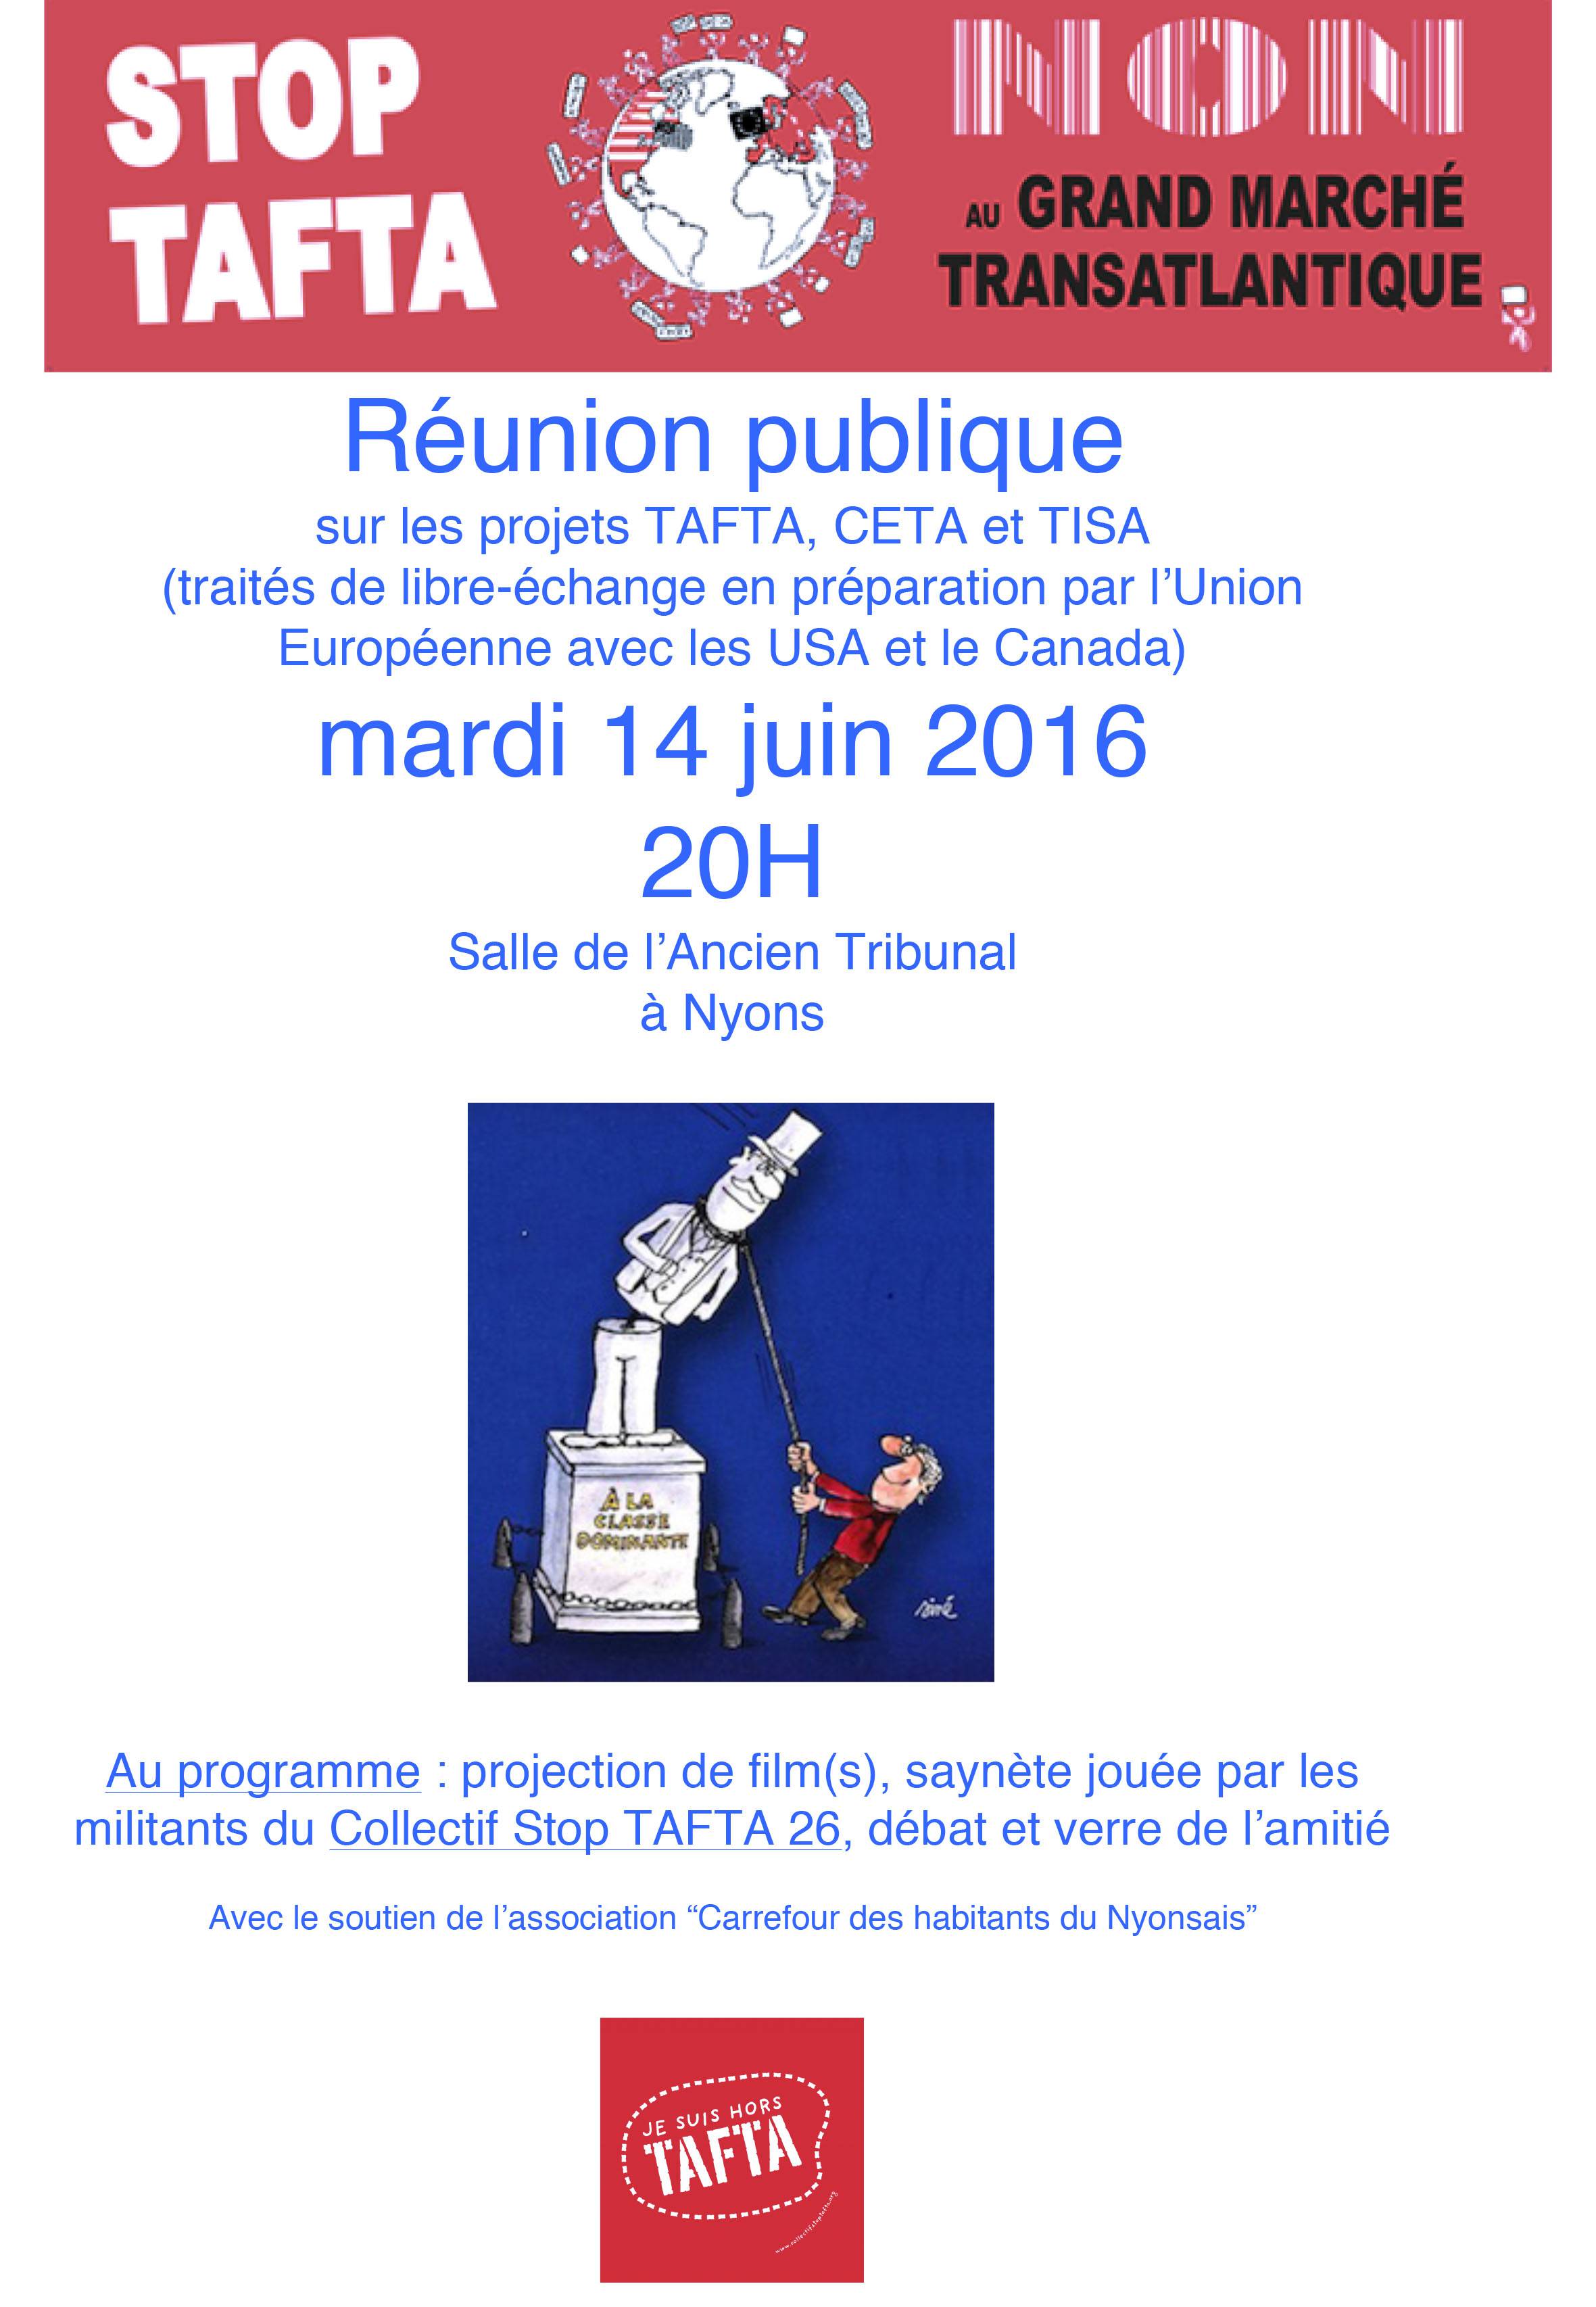 STOP
TAFTA
NON
AU GRAND MARCHÉ
TRANSATLANTIQUE
Réunion publique
sur les projets TAFTA, CETA et TISA
(traités de libre-échange en préparation par l’Union
Européenne avec les USA et le Canada)
mardi 14 juin 2016
20H
Salle de l’Ancien Tribunal
à Nyons
À LA
CLASSE
DOMINANTE
siné
Au programme : projection de film(s), saynète jouée par les
militants du Collectif Stop TAFTA 26, débat et verre de l’amitié
Avec le soutien de l’association “Carrefour des habitants du Nyonsais”
JE SUIS HORS
TAFTA
www.collectifstoptafta.org